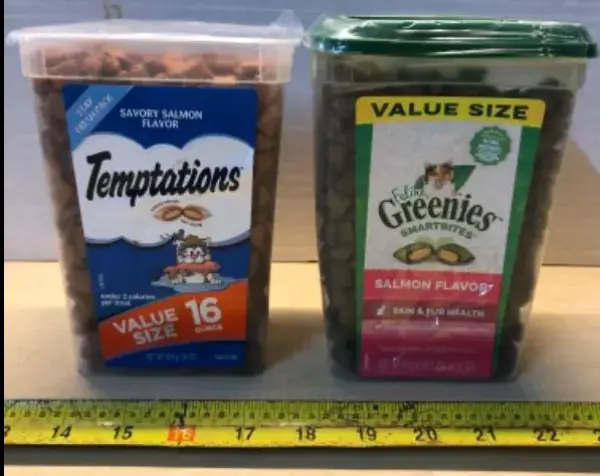 STAY
FRESH PACK
SAVORY SALMON
FLAVOR
Temptations
under 2 calories
per treat
VALUE
SIZE
16
OUNCE
VALUE SIZE
Feline
Greenies
SMARTBITES
SALMON FLAVOR
SKIN & FUR HEALTH
14 15 16 17 18 19 20 21 22